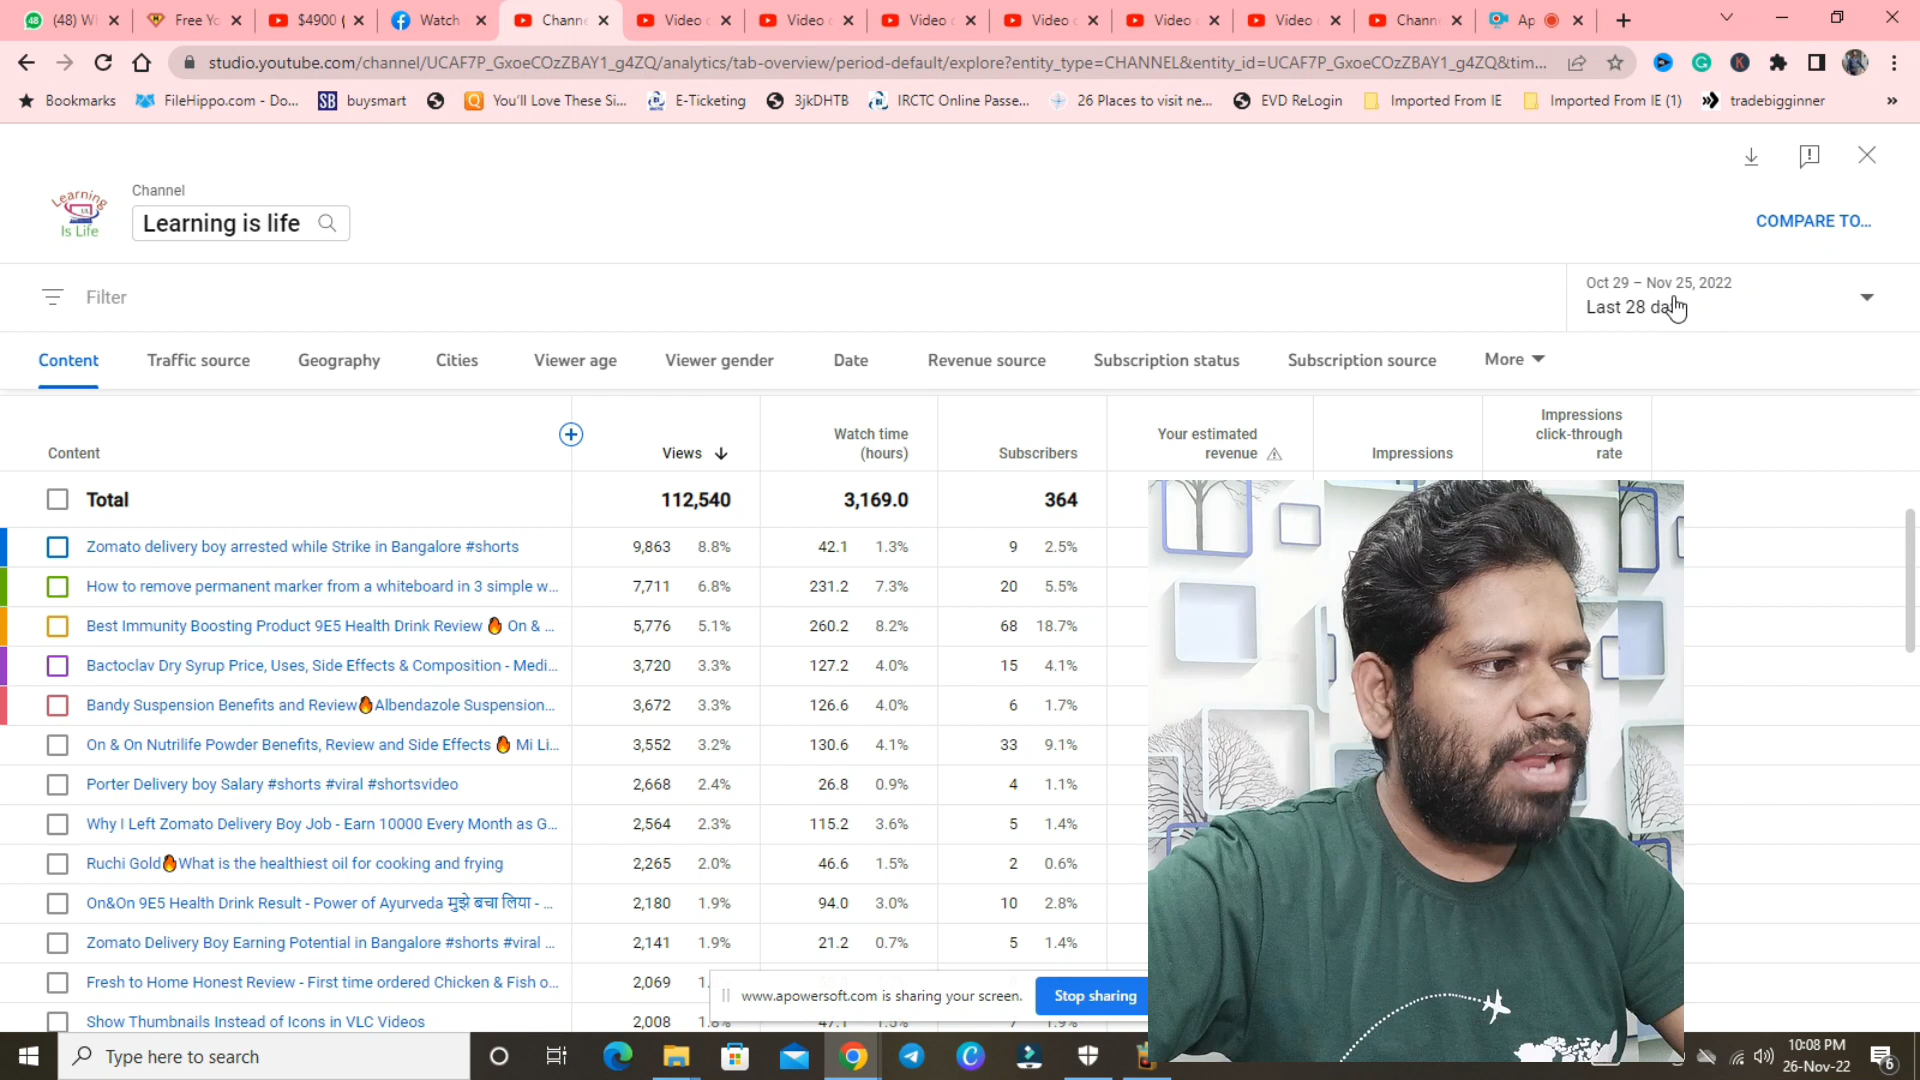 (48) W
Free Yo
$4900 (
Watch
Chann
Video c
Video c
Video c
Video c
Video c
Video c
Chann
Ap
studio.youtube.com/channel/UCAF7P_GxoeCOzZBAY1_g4ZQ/analytics/tab-overview/period-default/explore?entity_type=CHANNEL&entity_id=UCAF7P_GxoeCOzZBAY1_g4ZQ&tim...
Bookmarks
FileHippo.com - Do...
SB buysmart
You'll Love These Si...
E-Ticketing
3jkDHTB
IRCTC Online Passe...
26 Places to visit ne...
EVD ReLogin
Imported From IE
Imported From IE (1)
tradebigginner
Learning
Is Life
Channel
Learning is life
COMPARE TO...
Filter
Oct 29 – Nov 25, 2022
Last 28
Content Traffic source Geography Cities Viewer age Viewer gender Date Revenue source Subscription status Subscription source More
Content
Views
Watch time (hours)
Subscribers
Your estimated revenue
Impressions
Impressions click-through rate
Total 112,540 3,169.0 364
Zomato delivery boy arrested while Strike in Bangalore #shorts 9,863 8.8% 42.1 1.3% 9 2.5%
How to remove permanent marker from a whiteboard in 3 simple w... 7,711 6.8% 231.2 7.3% 20 5.5%
Best Immunity Boosting Product 9E5 Health Drink Review 🔥 On & ... 5,776 5.1% 260.2 8.2% 68 18.7%
Bactoclav Dry Syrup Price, Uses, Side Effects & Composition - Medi... 3,720 3.3% 127.2 4.0% 15 4.1%
Bandy Suspension Benefits and Review🔥Albendazole Suspension... 3,672 3.3% 126.6 4.0% 6 1.7%
On & On Nutrilife Powder Benefits, Review and Side Effects 🔥 Mi Li... 3,552 3.2% 130.6 4.1% 33 9.1%
Porter Delivery boy Salary #shorts #viral #shortsvideo 2,668 2.4% 26.8 0.9% 4 1.1%
Why I Left Zomato Delivery Boy Job - Earn 10000 Every Month as G... 2,564 2.3% 115.2 3.6% 5 1.4%
Ruchi Gold🔥What is the healthiest oil for cooking and frying 2,265 2.0% 46.6 1.5% 2 0.6%
On&On 9E5 Health Drink Result - Power of Ayurveda मुझे बचा लिया - ... 2,180 1.9% 94.0 3.0% 10 2.8%
Zomato Delivery Boy Earning Potential in Bangalore #shorts #viral ... 2,141 1.9% 21.2 0.7% 5 1.4%
Fresh to Home Honest Review - First time ordered Chicken & Fish o... 2,069
www.apowersoft.com is sharing your screen. Stop sharing
Show Thumbnails Instead of Icons in VLC Videos 2,008
Type here to search
10:08 PM
26-Nov-22
6